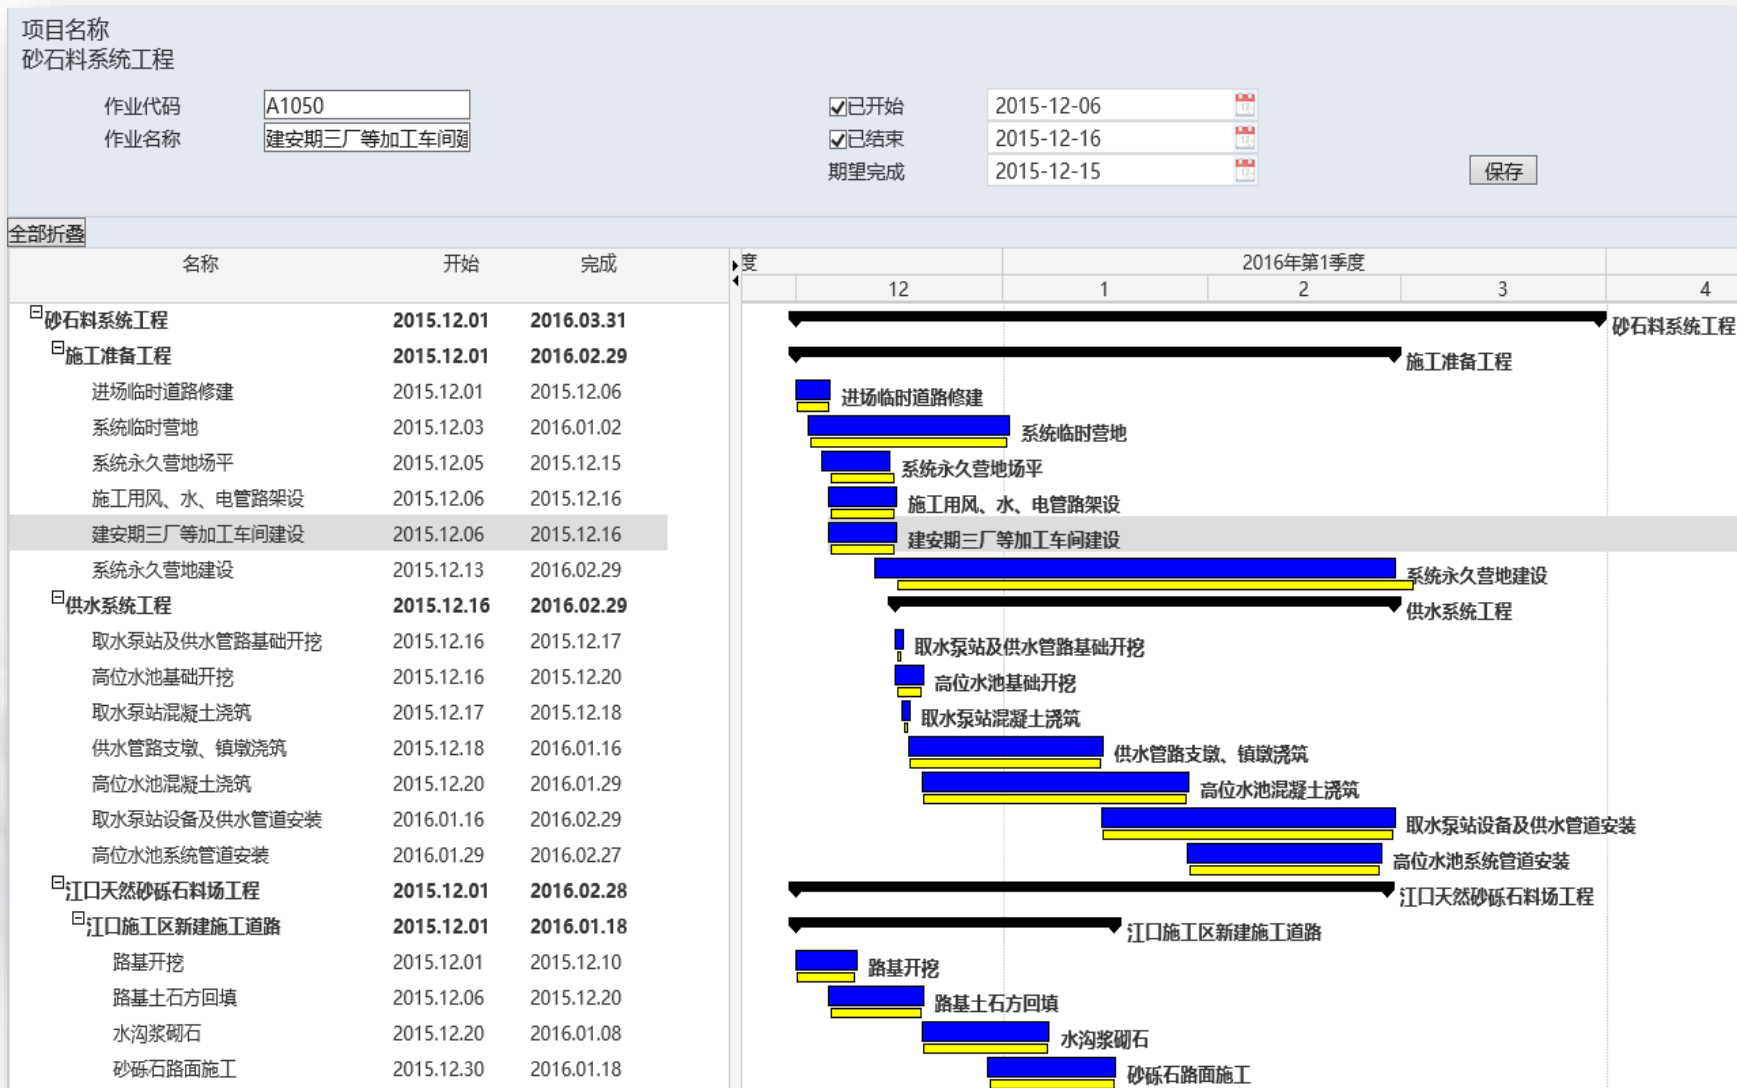 项目名称
砂石料系统工程
作业代码 A1050 已开始 2015-12-06
作业名称 建安期三厂等加工车间建 已结束 2015-12-16
期望完成 2015-12-15 保存
全部折叠
名称 开始 完成 度 2016年第1季度
12 1 2 3 4
砂石料系统工程 2015.12.01 2016.03.31 砂石料系统工程
施工准备工程 2015.12.01 2016.02.29 施工准备工程
进场临时道路修建 2015.12.01 2015.12.06 进场临时道路修建
系统临时营地 2015.12.03 2016.01.02 系统临时营地
系统永久营地场平 2015.12.05 2015.12.15 系统永久营地场平
施工用风、水、电管路架设 2015.12.06 2015.12.16 施工用风、水、电管路架设
建安期三厂等加工车间建设 2015.12.06 2015.12.16 建安期三厂等加工车间建设
系统永久营地建设 2015.12.13 2016.02.29 系统永久营地建设
供水系统工程 2015.12.16 2016.02.29 供水系统工程
取水泵站及供水管路基础开挖 2015.12.16 2015.12.17 取水泵站及供水管路基础开挖
高位水池基础开挖 2015.12.16 2015.12.20 高位水池基础开挖
取水泵站混凝土浇筑 2015.12.17 2015.12.18 取水泵站混凝土浇筑
供水管路支墩、镇墩浇筑 2015.12.18 2016.01.16 供水管路支墩、镇墩浇筑
高位水池混凝土浇筑 2015.12.20 2016.01.29 高位水池混凝土浇筑
取水泵站设备及供水管道安装 2016.01.16 2016.02.29 取水泵站设备及供水管道安装
高位水池系统管道安装 2016.01.29 2016.02.27 高位水池系统管道安装
江口天然砂砾石料场工程 2015.12.01 2016.02.28 江口天然砂砾石料场工程
江口施工区新建施工道路 2015.12.01 2016.01.18 江口施工区新建施工道路
路基开挖 2015.12.01 2015.12.10 路基开挖
路基土石方回填 2015.12.06 2015.12.20 路基土石方回填
水沟浆砌石 2015.12.20 2016.01.08 水沟浆砌石
砂砾石路面施工 2015.12.30 2016.01.18 砂砾石路面施工